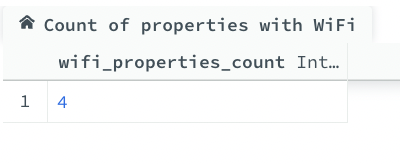 Count of properties with WiFi
wifi_properties_count Int…
1 4